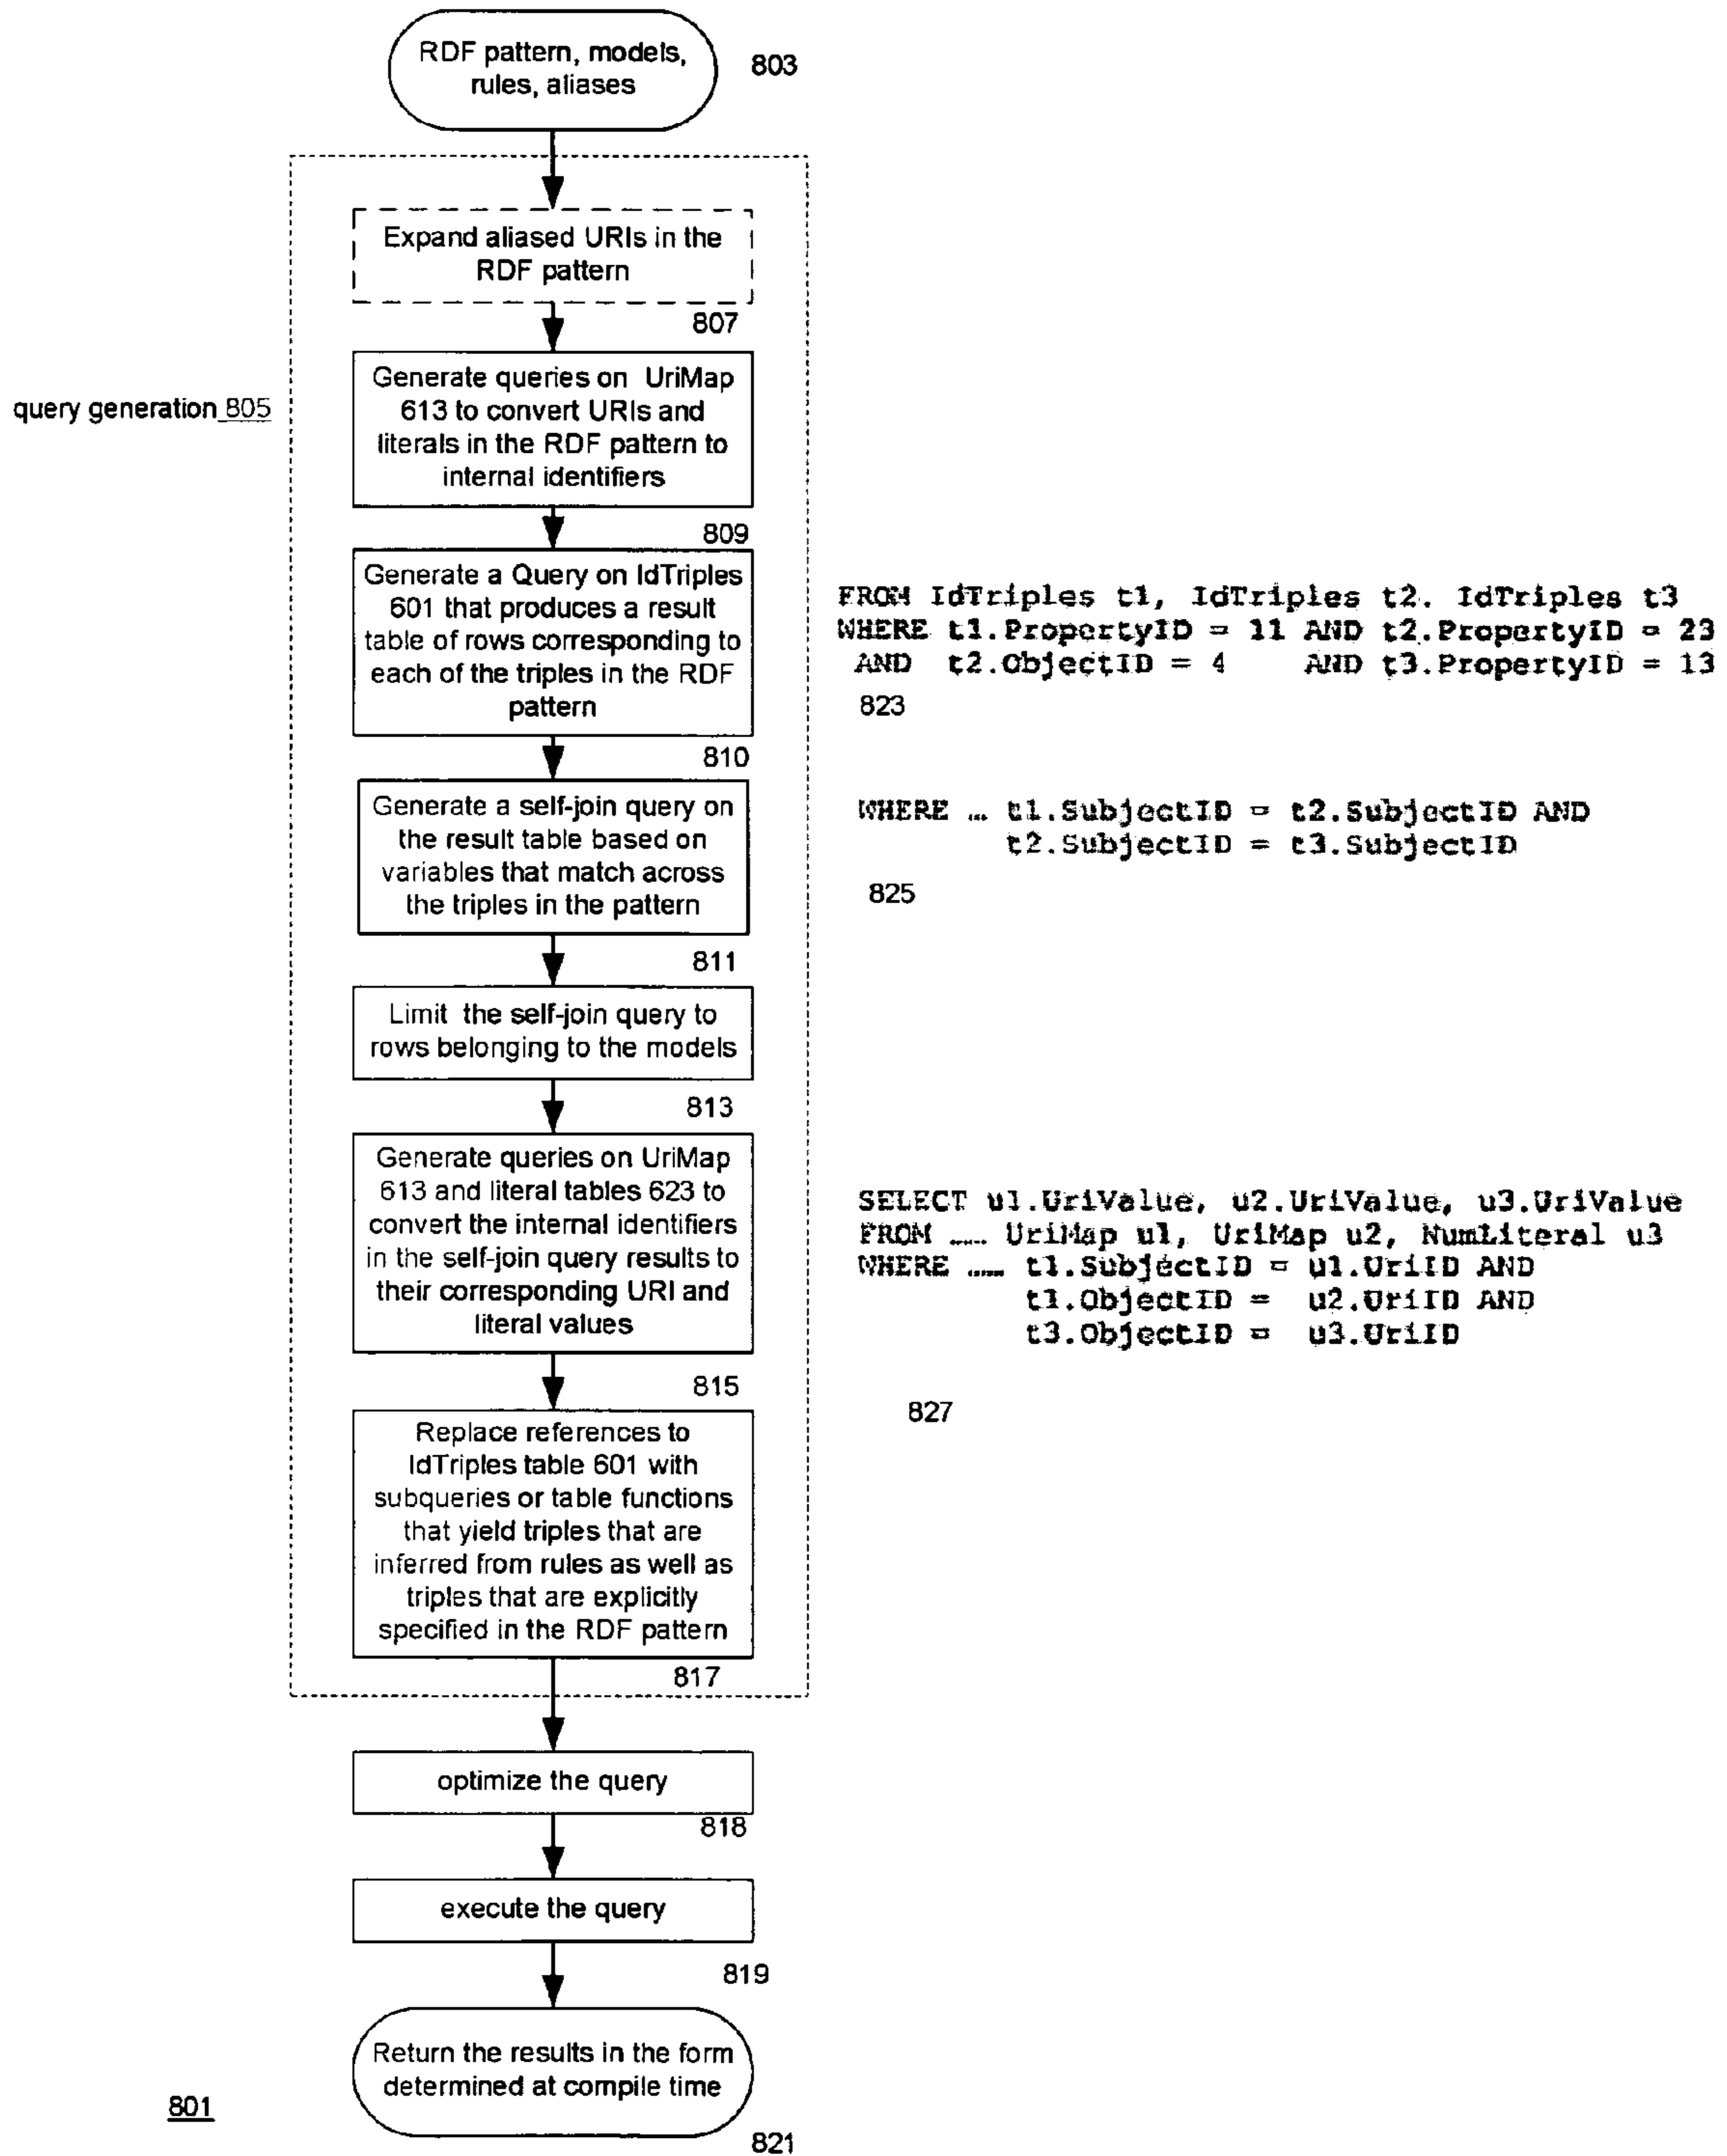 RDF pattern, models,
rules, aliases
803
Expand aliased URIs in the
RDF pattern
807
query generation 805
Generate queries on UriMap
613 to convert URIs and
literals in the RDF pattern to
internal identifiers
809
Generate a Query on IdTriples
601 that produces a result
table of rows corresponding to
each of the triples in the RDF
pattern
810
FROM IdTriples t1, IdTriples t2. IdTriples t3
WHERE t1.PropertyID = 11 AND t2.PropertyID = 23
AND t2.ObjectID = 4 AND t3.PropertyID = 13
823
Generate a self-join query on
the result table based on
variables that match across
the triples in the pattern
811
WHERE … t1.SubjectID = t2.SubjectID AND
t2.SubjectID = t3.SubjectID
825
Limit the self-join query to
rows belonging to the models
813
Generate queries on UriMap
613 and literal tables 623 to
convert the internal identifiers
in the self-join query results to
their corresponding URI and
literal values
815
SELECT u1.UriValue, u2.UriValue, u3.UriValue
FROM …… UriMap u1, UriMap u2, NumLiteral u3
WHERE …… t1.SubjectID = u1.UriID AND
t1.ObjectID = u2.UriID AND
t3.ObjectID = u3.UriID
827
Replace references to
IdTriples table 601 with
subqueries or table functions
that yield triples that are
inferred from rules as well as
triples that are explicitly
specified in the RDF pattern
817
optimize the query
818
execute the query
819
Return the results in the form
determined at compile time
821
801